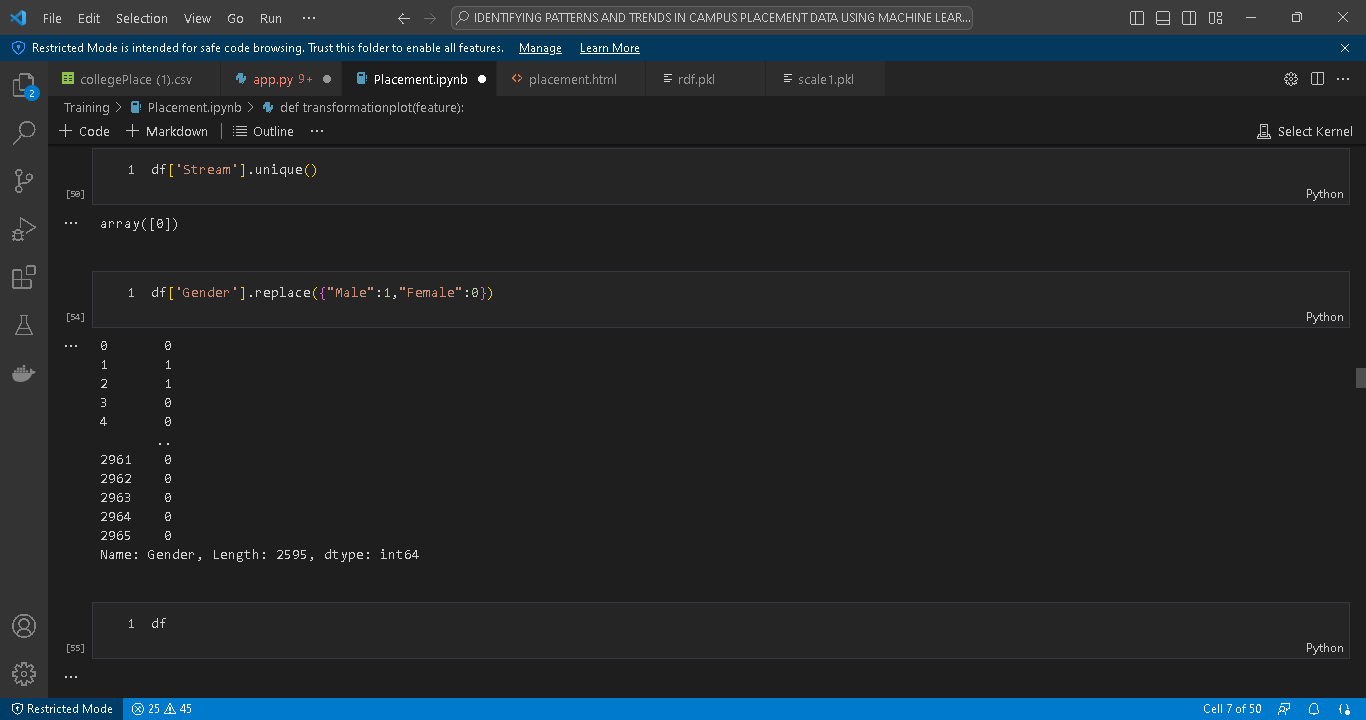 File Edit Selection View Go Run ···
IDENTIFYING PATTERNS AND TRENDS IN CAMPUS PLACEMENT DATA USING MACHINE LEAR...
Restricted Mode is intended for safe code browsing. Trust this folder to enable all features. Manage Learn More
2
collegePlace (1).csv
app.py 9+
Placement.ipynb
placement.html
rdf.pkl
scale1.pkl
Training > Placement.ipynb > def transformationplot(feature):
+ Code + Markdown Outline ···
Select Kernel
1 df['Stream'].unique()
[50]
Python
array([0])
1 df['Gender'].replace({"Male":1,"Female":0})
[54]
Python
0 0
1 1
2 1
3 0
4 0
..
2961 0
2962 0
2963 0
2964 0
2965 0
Name: Gender, Length: 2595, dtype: int64
1 df
[55]
Python
Restricted Mode 25 45
Cell 7 of 50